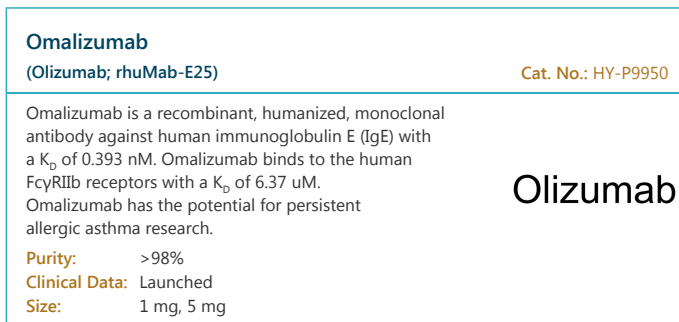 Omalizumab
(Olizumab; rhuMab-E25) Cat. No.: HY-P9950
Omalizumab is a recombinant, humanized, monoclonal
antibody against human immunoglobulin E (IgE) with
a K_D of 0.393 nM. Omalizumab binds to the human
FcγRIIb receptors with a K_D of 6.37 uM.
Omalizumab has the potential for persistent
allergic asthma research.
Olizumab
Purity: >98%
Clinical Data: Launched
Size: 1 mg, 5 mg